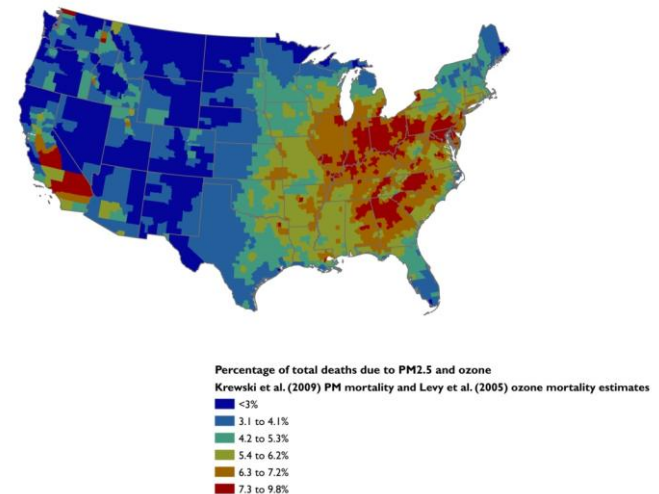 Percentage of total deaths due to PM2.5 and ozone
Krewski et al. (2009) PM mortality and Levy et al. (2005) ozone mortality estimates
<3%
3.1 to 4.1%
4.2 to 5.3%
5.4 to 6.2%
6.3 to 7.2%
7.3 to 9.8%